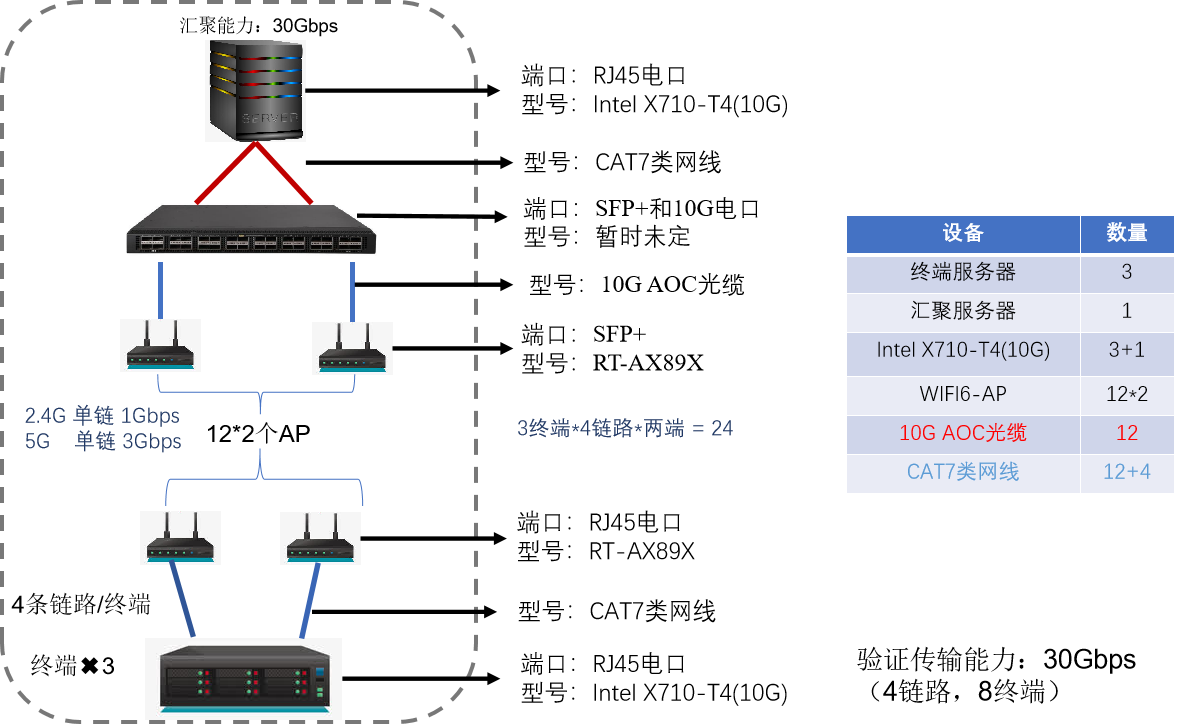 汇聚能力：30Gbps
SERVER
端口：RJ45电口
型号：Intel X710-T4(10G)
型号：CAT7类网线
端口：SFP+和10G电口
型号：暂时未定
型号：10G AOC光缆
端口：SFP+
型号：RT-AX89X
2.4G 单链 1Gbps
5G 单链 3Gbps
12*2个AP
3终端*4链路*两端 = 24
端口：RJ45电口
型号：RT-AX89X
4条链路/终端
型号：CAT7类网线
终端✖3
端口：RJ45电口
型号：Intel X710-T4(10G)
设备 数量
终端服务器 3
汇聚服务器 1
Intel X710-T4(10G) 3+1
WIFI6-AP 12*2
10G AOC光缆 12
CAT7类网线 12+4
验证传输能力：30Gbps
（4链路，8终端）